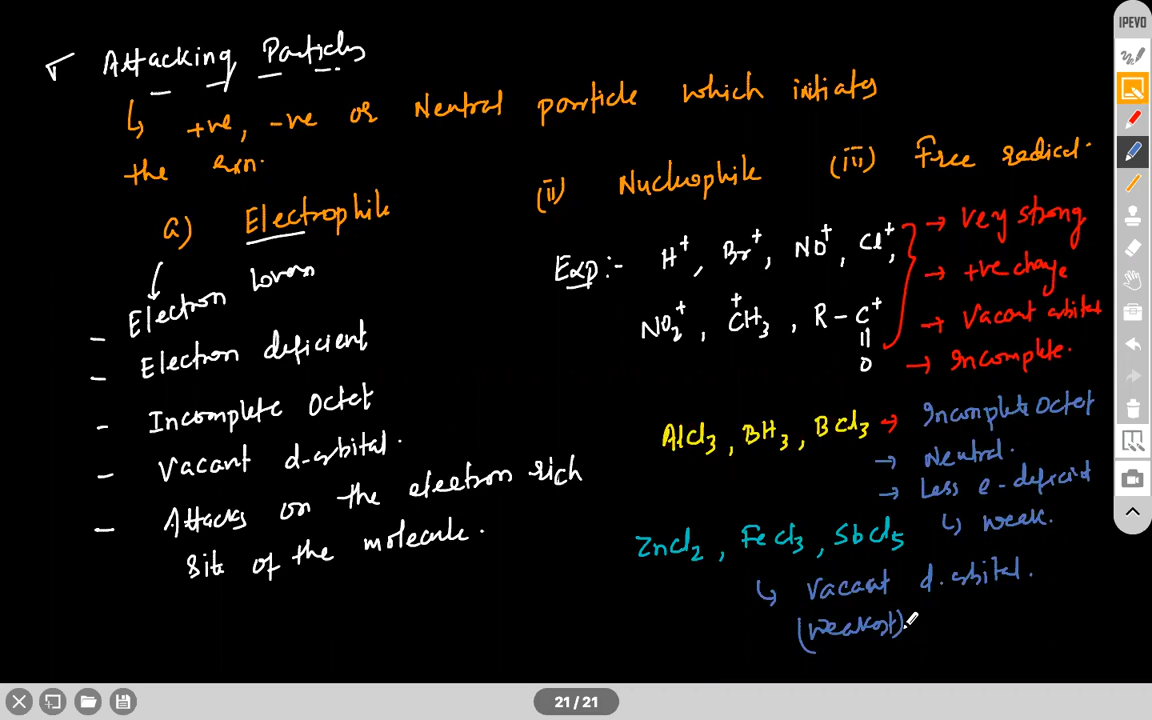 Attacking Particles
↳ +ve, -ve or Neutral particle which initiates
the rxn.
a) Electrophile (ii) Nucleophile (iii) Free radical.
Electron lovers
- Electron deficient
- Incomplete Octet
- Vacant d-orbital.
- Attacks on the electron rich
site of the molecule.
Exp:- H+, Br+, NO+, Cl+,
NO2+, +CH3, R-C+
O
→ Very strong
→ +ve charge
→ Vacant orbital
→ Incomplete.
AlCl3, BH3, BCl3 → Incomplete Octet
→ Neutral.
→ Less e-deficient
↳ weak.
ZnCl2, FeCl3, SbCl5
↳ Vacant d.orbital.
(weakest)
IPEVO
21 / 21